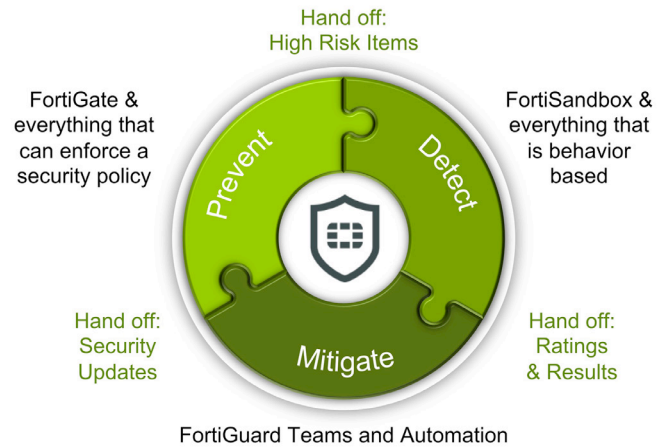 Hand off:
High Risk Items
FortiGate &
everything that
can enforce a
security policy
FortiSandbox &
everything that
is behavior
based
Prevent
Detect
Mitigate
Hand off:
Security
Updates
Hand off:
Ratings
& Results
FortiGuard Teams and Automation